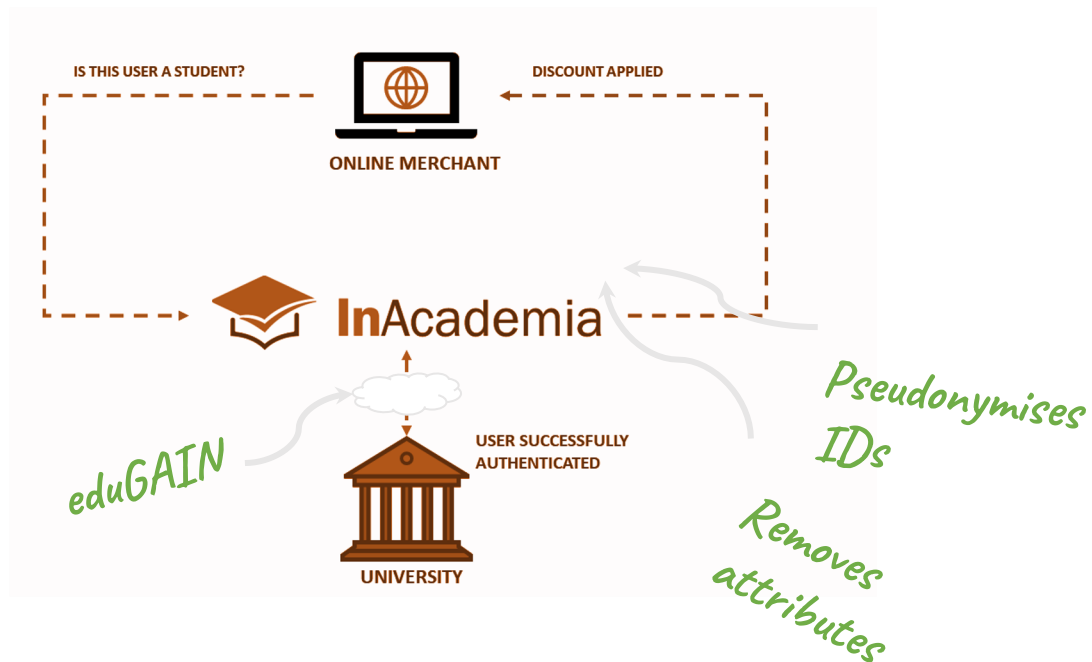 IS THIS USER A STUDENT?
DISCOUNT APPLIED
ONLINE MERCHANT
InAcademia
eduGAIN
USER SUCCESSFULLY
AUTHENTICATED
UNIVERSITY
Pseudonymises
IDs
Removes
attributes